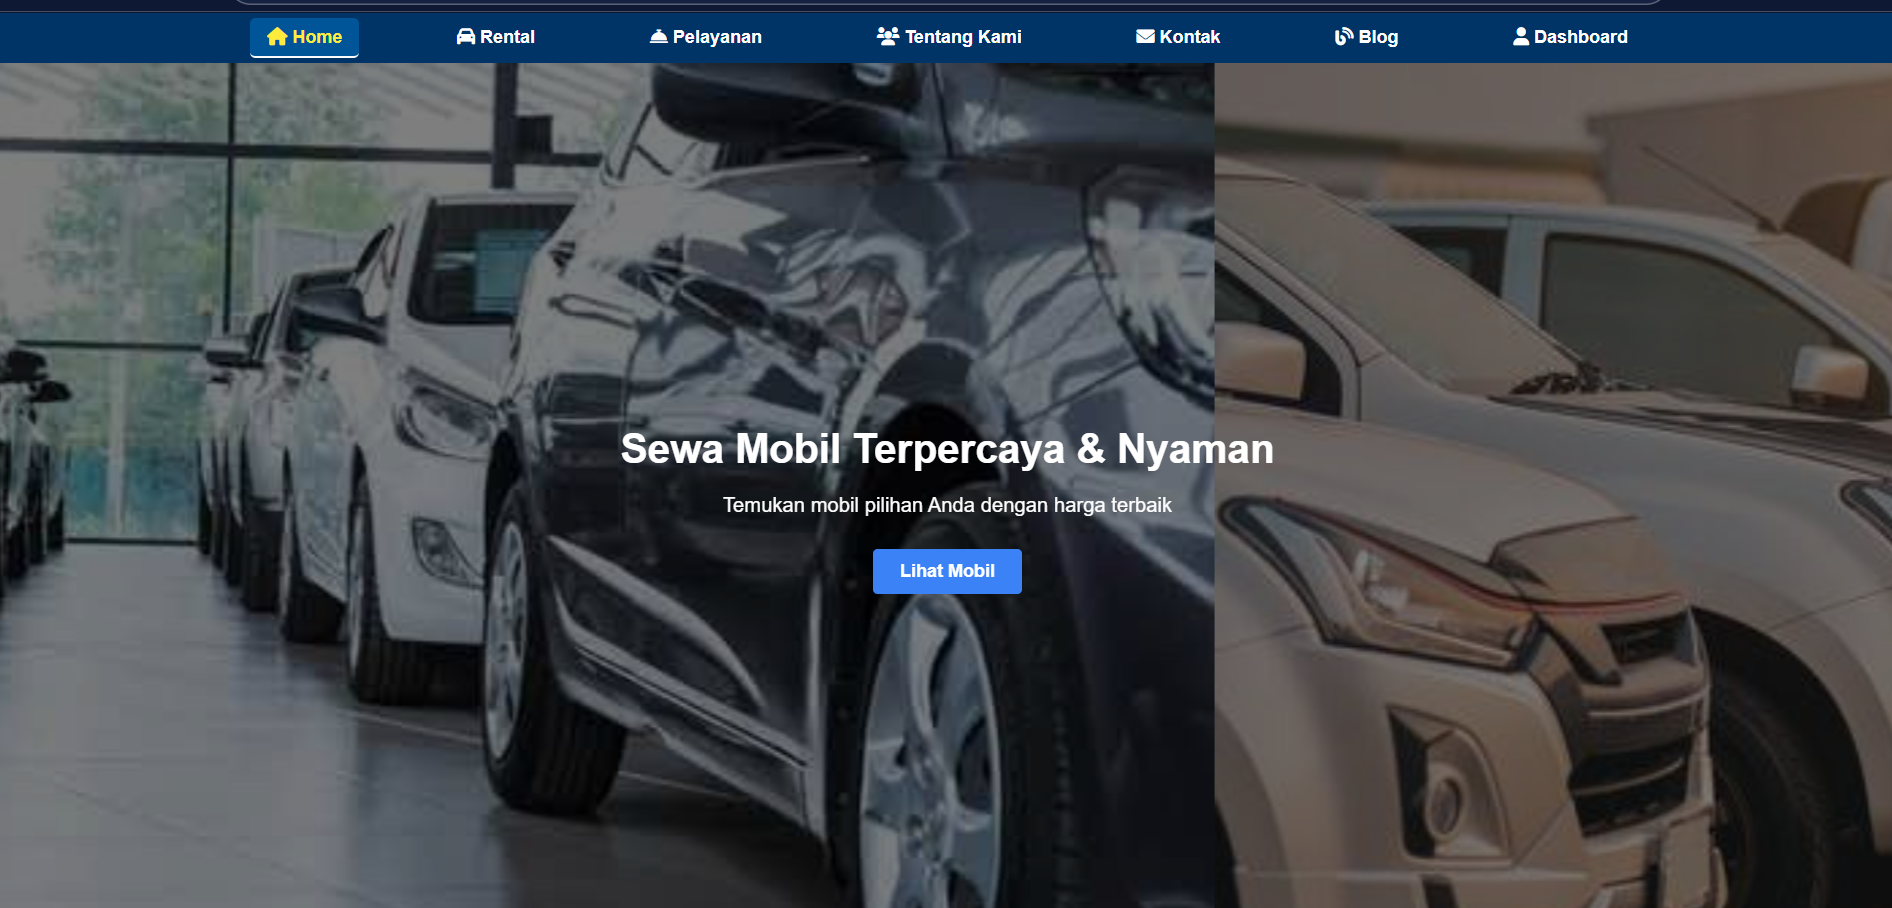 Home
Rental
Pelayanan
Tentang Kami
Kontak
Blog
Dashboard
Sewa Mobil Terpercaya & Nyaman
Temukan mobil pilihan Anda dengan harga terbaik
Lihat Mobil